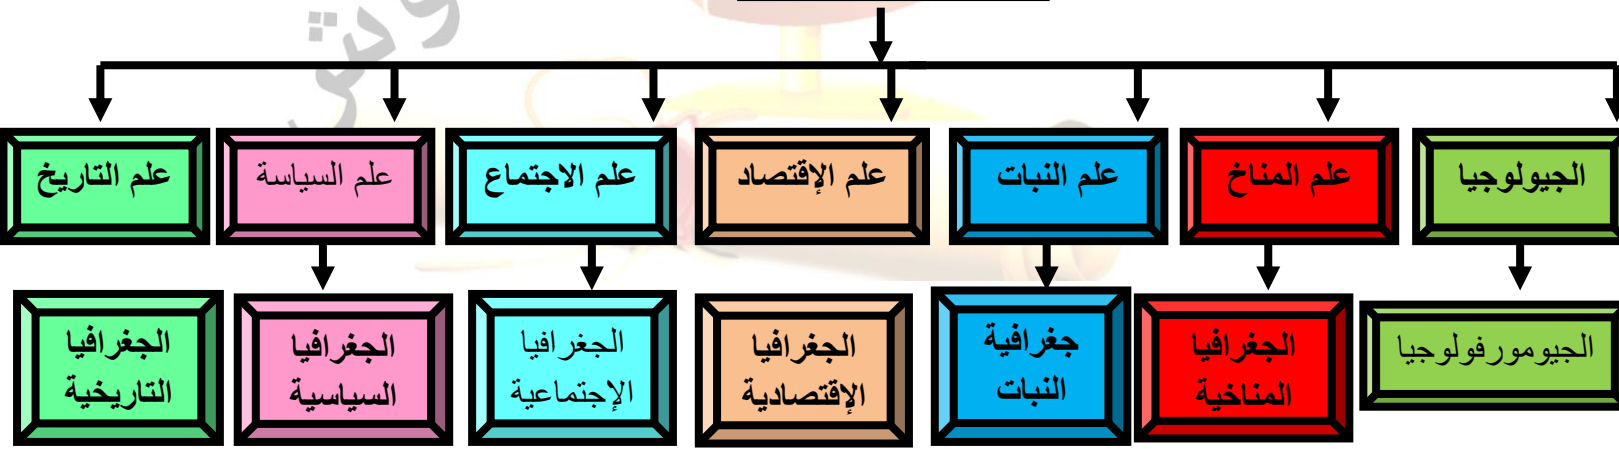 الجيولوجيا
علم المناخ
علم النبات
علم الإقتصاد
علم الاجتماع
علم السياسة
علم التاريخ
الجيومورفولوجيا
الجغرافيا
المناخية
جغرافية
النبات
الجغرافيا
الإقتصادية
الجغرافيا
الإجتماعية
الجغرافيا
السياسية
الجغرافيا
التاريخية